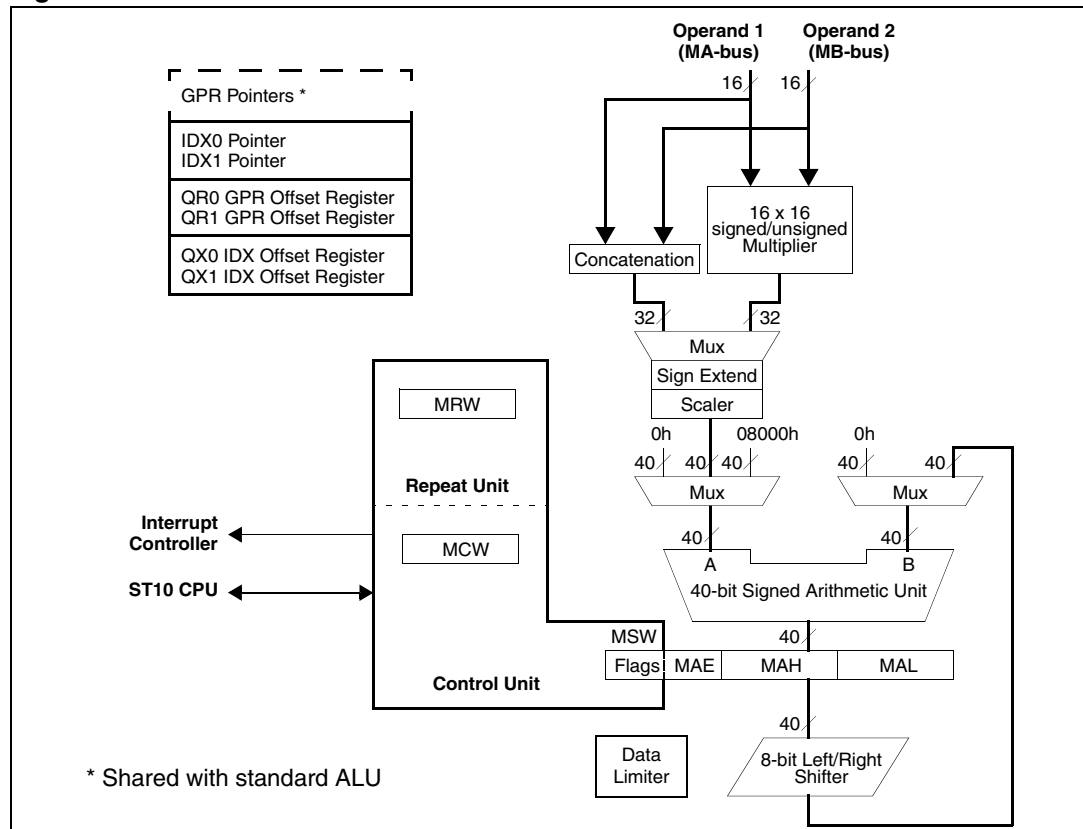 Operand 1
(MA-bus)
Operand 2
(MB-bus)
16
16
GPR Pointers *
IDX0 Pointer
IDX1 Pointer
QR0 GPR Offset Register
QR1 GPR Offset Register
QX0 IDX Offset Register
QX1 IDX Offset Register
Concatenation
16 x 16
signed/unsigned
Multiplier
32
32
Mux
Sign Extend
Scaler
0h
08000h
0h
40
40
40
40
40
Mux
Mux
40
40
A
B
40-bit Signed Arithmetic Unit
MRW
Repeat Unit
Interrupt
Controller
MCW
ST10 CPU
MSW
40
Flags
MAE
MAH
MAL
Control Unit
40
Data
Limiter
8-bit Left/Right
Shifter
* Shared with standard ALU